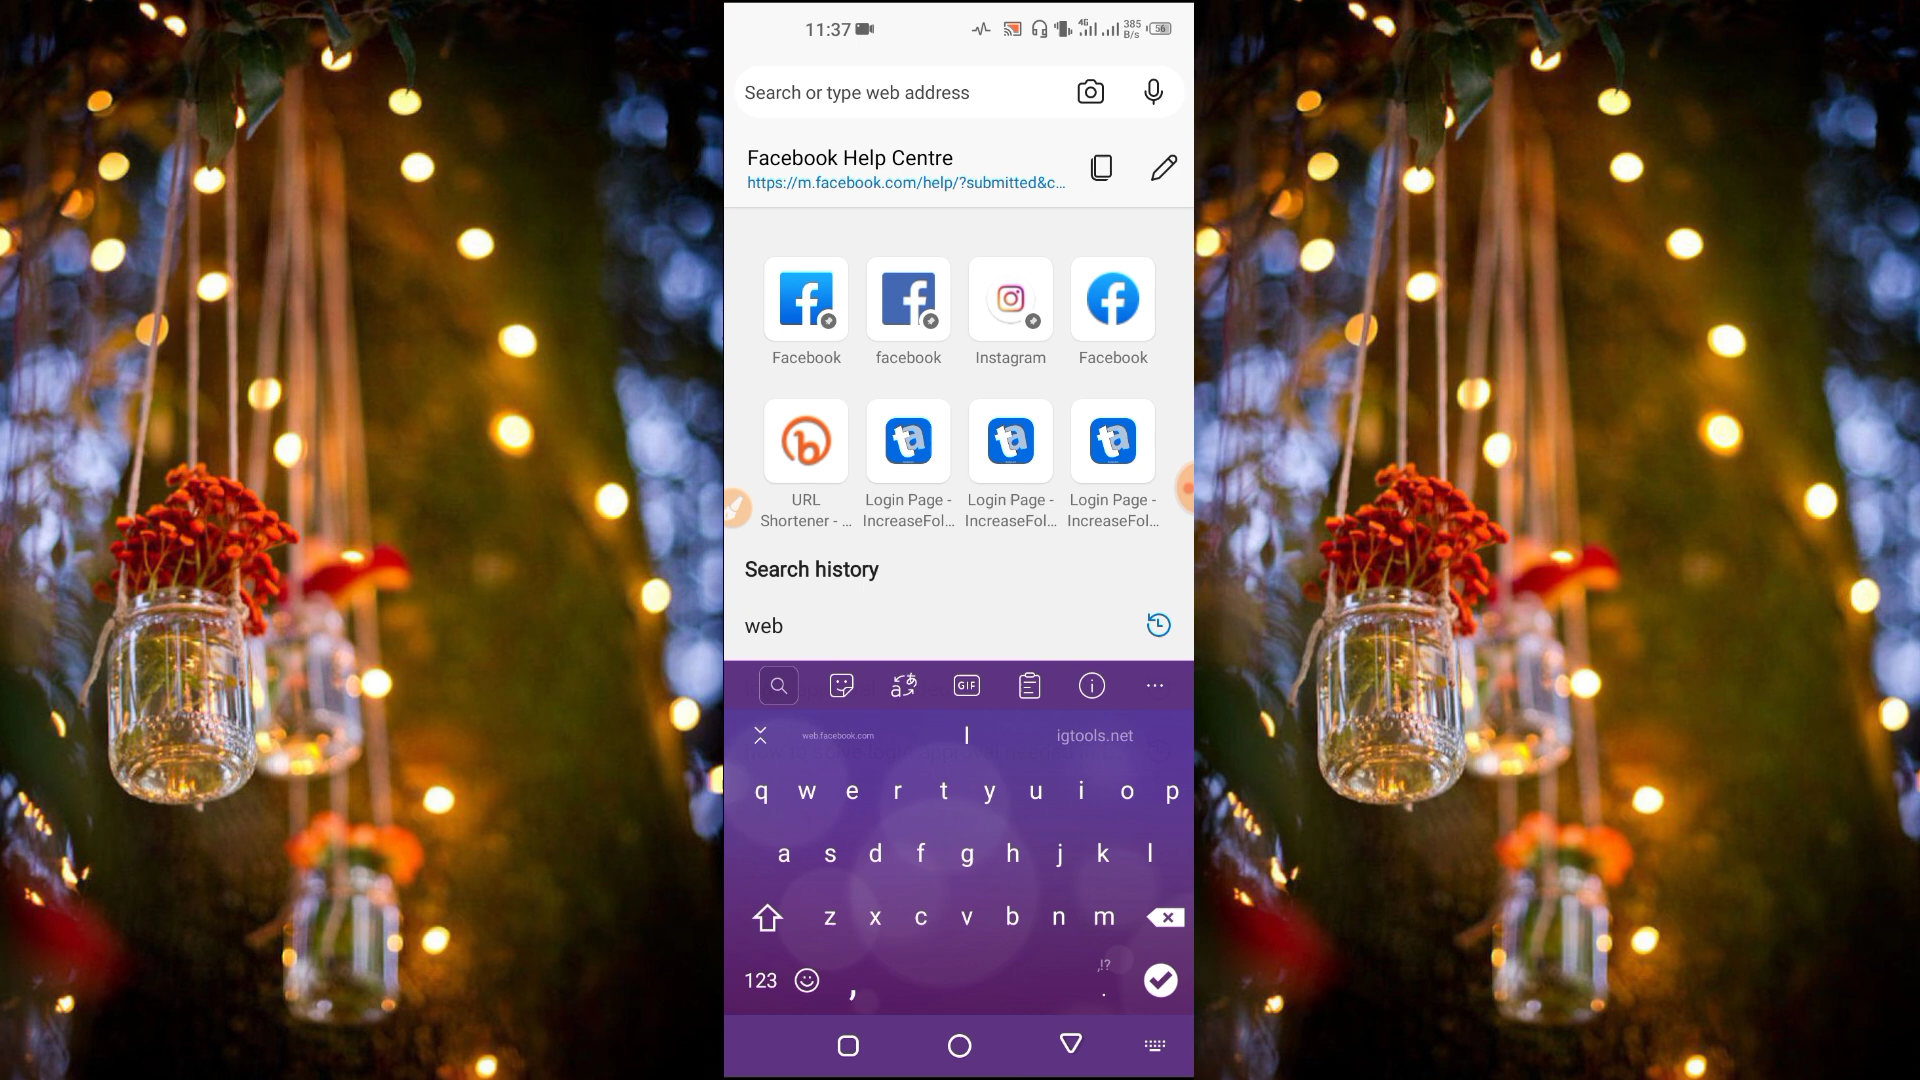 11:37
4G
385
B/s
56
Search or type web address
Facebook Help Centre
https://m.facebook.com/help/?submitted&c...
Facebook
facebook
Instagram
Facebook
URL
Shortener - ...
Login Page -
IncreaseFol...
Login Page -
IncreaseFol...
Login Page -
IncreaseFol...
Search history
web
GIF
web.facebook.com
igtools.net
q w e r t y u i o p
a s d f g h j k l
z x c v b n m
123 , ,!? .